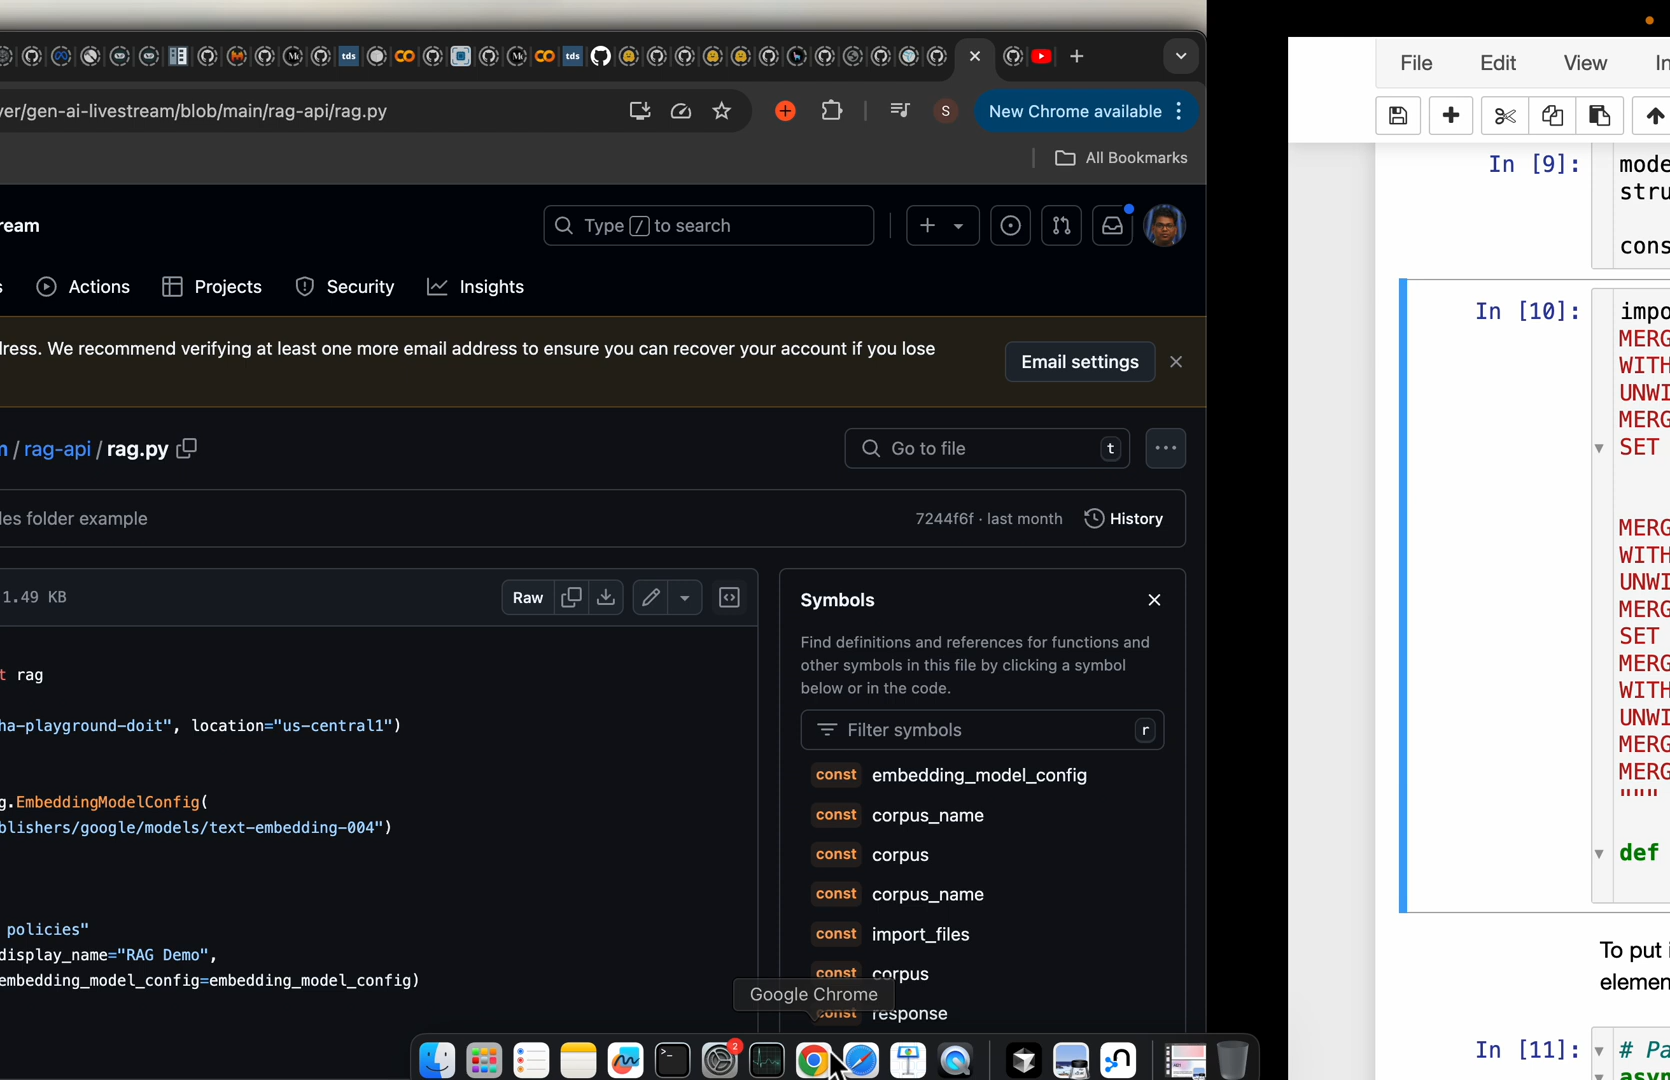 tds
tds
ver/gen-ai-livestream/blob/main/rag-api/rag.py
S
New Chrome available
All Bookmarks
ream
Type / to search
s
Actions
Projects
Security
Insights
dress. We recommend verifying at least one more email address to ensure you can recover your account if you lose
Email settings
m / rag-api / rag.py
Go to file
t
les folder example
7244f6f · last month
History
1.49 KB
Raw
t rag
ha-playground-doit", location="us-central1")
g.EmbeddingModelConfig(
blishers/google/models/text-embedding-004")
policies"
display_name="RAG Demo",
embedding_model_config=embedding_model_config)
Symbols
Find definitions and references for functions and
other symbols in this file by clicking a symbol
below or in the code.
Filter symbols
r
const embedding_model_config
const corpus_name
const corpus
const corpus_name
const import_files
const corpus
const response
Google Chrome
2
File
Edit
View
In
In [9]:
mode
stru
cons
In [10]:
impo
MERG
WITH
UNWI
MERG
SET
MERG
WITH
UNWI
MERG
SET
MERG
WITH
UNWI
MERG
MERG
"""
def
To put i
elemen
In [11]:
# Pa
asyn